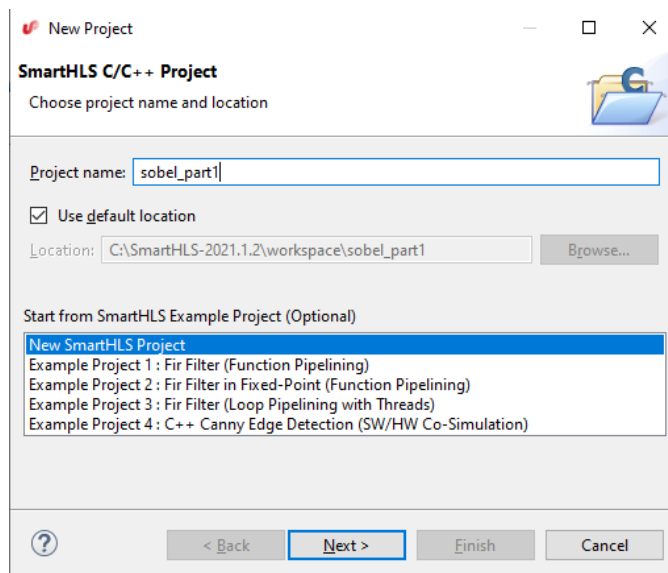 New Project
SmartHLS C/C++ Project
Choose project name and location
Project name: sobel_part1
Use default location
Location: C:\SmartHLS-2021.1.2\workspace\sobel_part1 Browse...
Start from SmartHLS Example Project (Optional)
New SmartHLS Project
Example Project 1 : Fir Filter (Function Pipelining)
Example Project 2 : Fir Filter in Fixed-Point (Function Pipelining)
Example Project 3 : Fir Filter (Loop Pipelining with Threads)
Example Project 4 : C++ Canny Edge Detection (SW/HW Co-Simulation)
? < Back Next > Finish Cancel